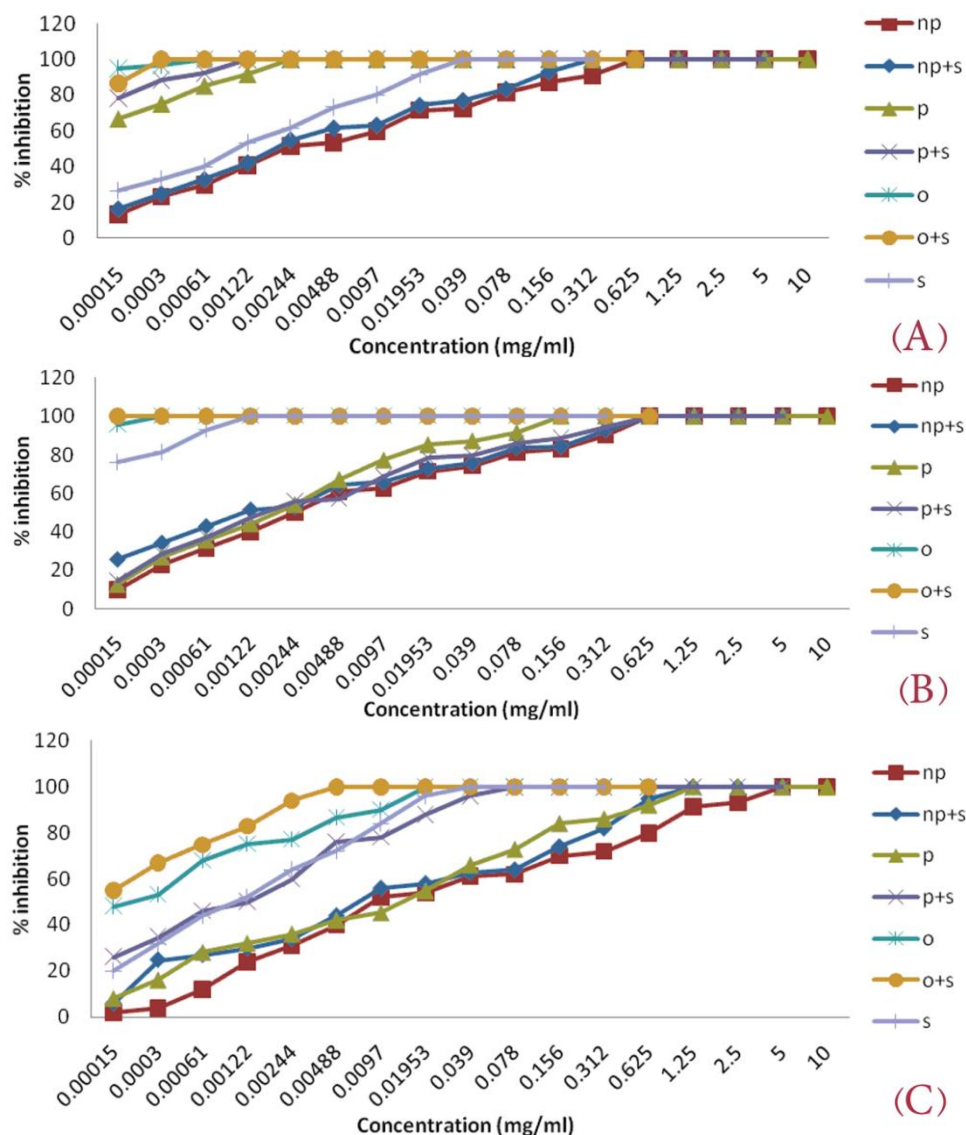 120
100
80
60
40
20
0
% inhibition
0.00015
0.0003
0.00061
0.00122
0.00244
0.00488
0.0097
0.01953
0.039
0.078
0.156
0.312
0.625
1.25
2.5
5
10
Concentration (mg/ml)
np
np+s
p
p+s
o
o+s
s
(A)
120
100
80
60
40
20
0
% inhibition
0.00015
0.0003
0.00061
0.00122
0.00244
0.00488
0.0097
0.01953
0.039
0.078
0.156
0.312
0.625
1.25
2.5
5
10
Concentration (mg/ml)
np
np+s
p
p+s
o
o+s
s
(B)
120
100
80
60
40
20
0
% inhibition
0.00015
0.0003
0.00061
0.00122
0.00244
0.00488
0.0097
0.01953
0.039
0.078
0.156
0.312
0.625
1.25
2.5
5
10
Concentration (mg/ml)
np
np+s
p
p+s
o
o+s
s
(C)